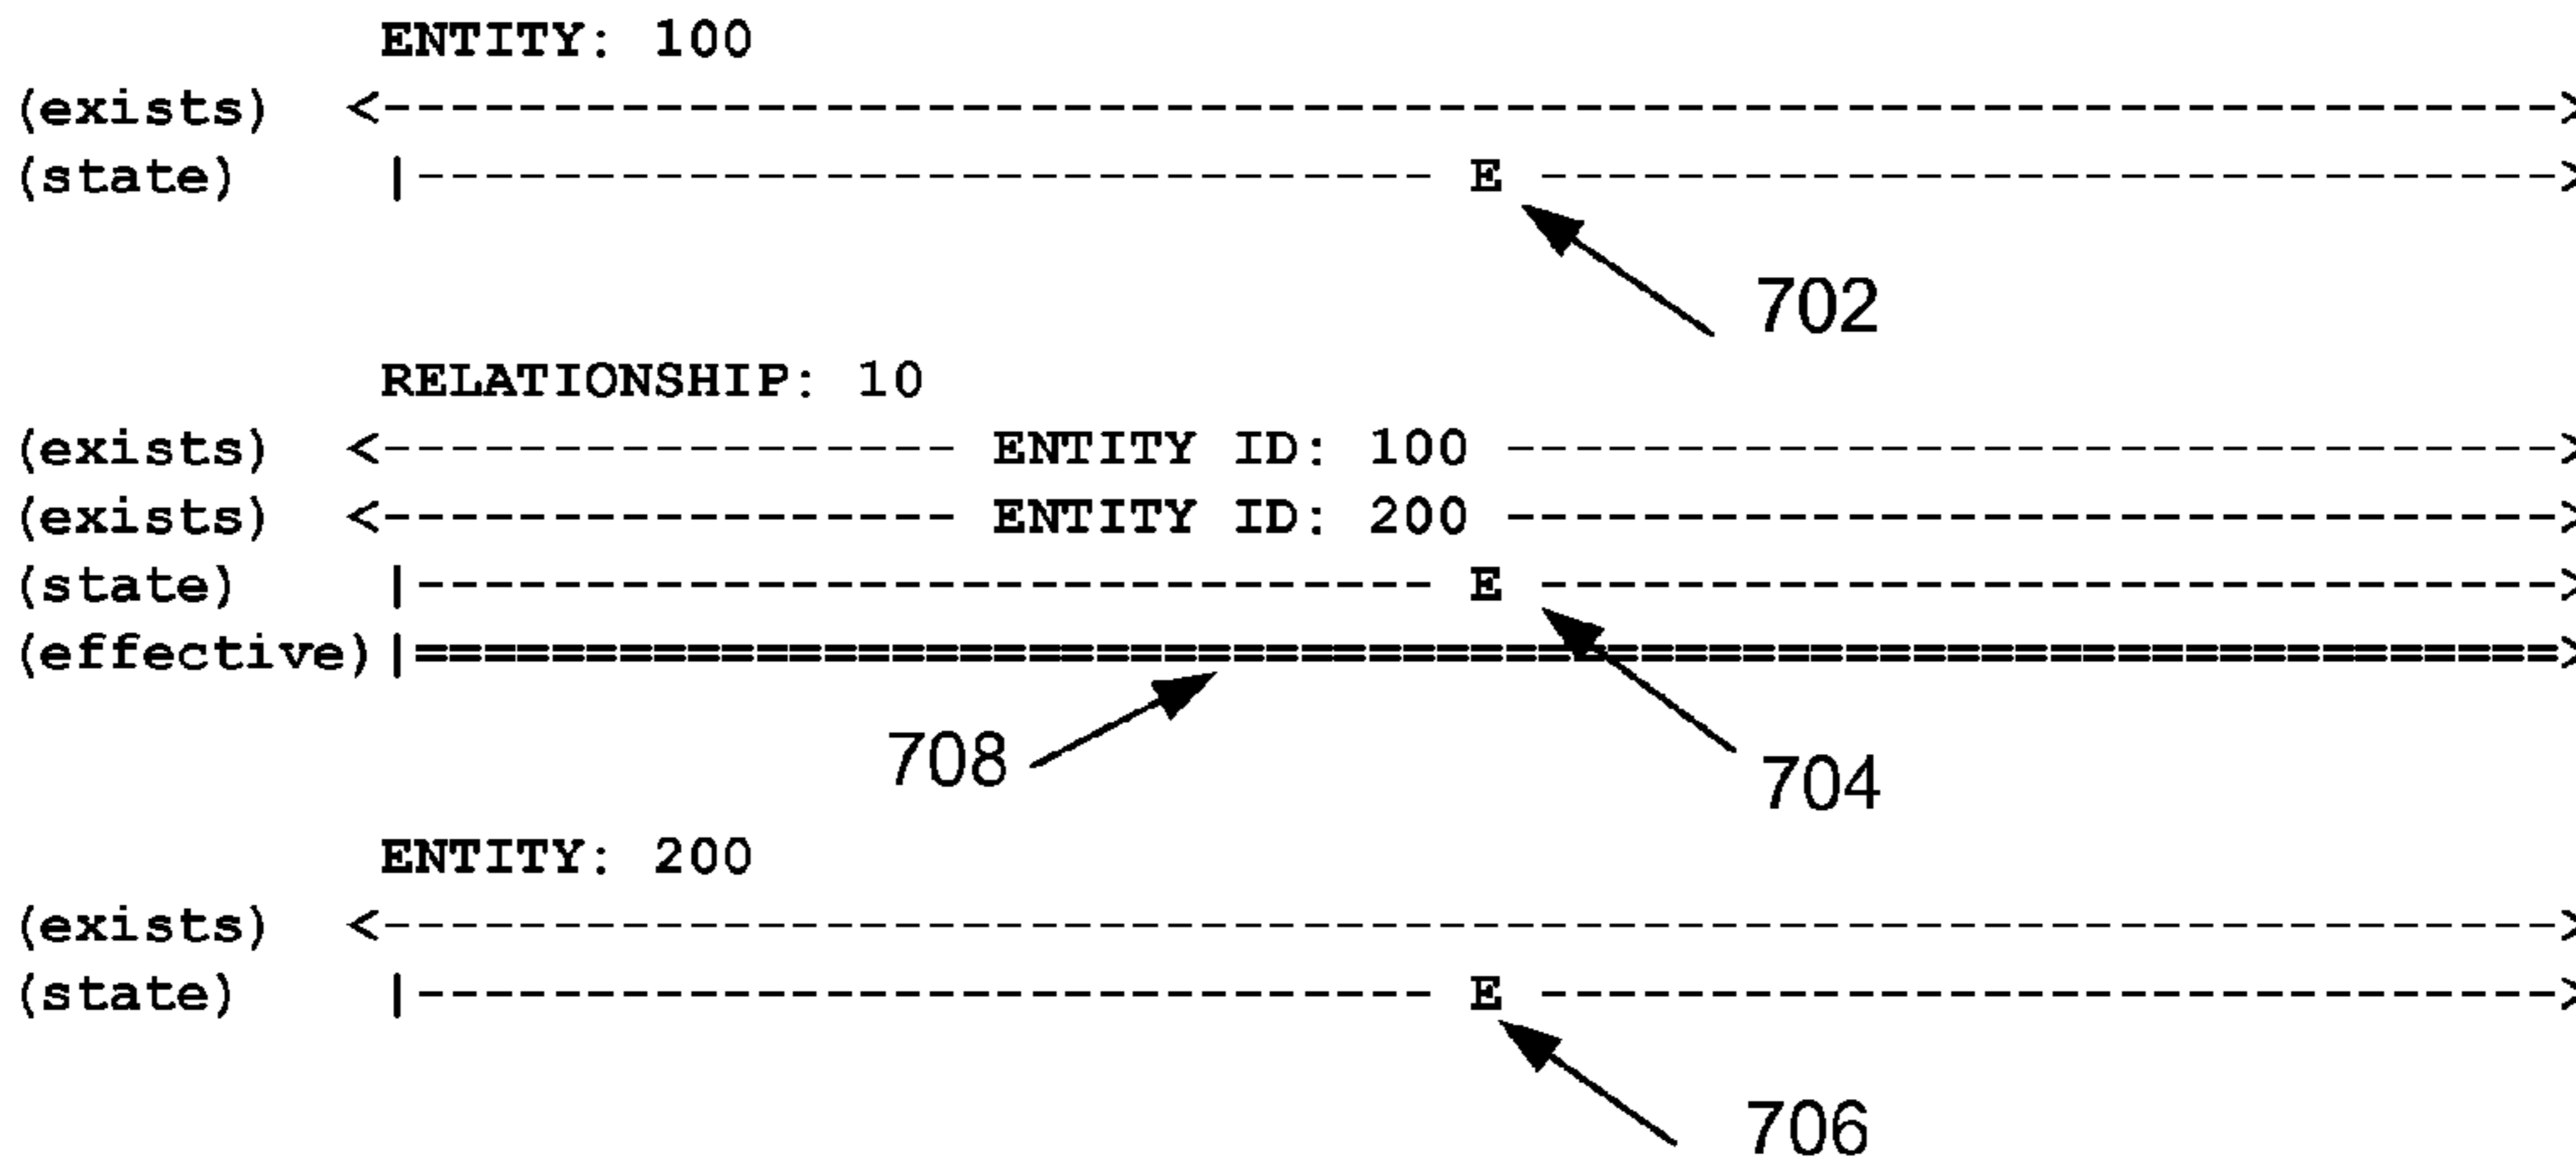 ENTITY: 100
(exists) <---------------------------------------------------------------->
(state) |------------------------------ E ------------------------------>
702
RELATIONSHIP: 10
(exists) <----------------- ENTITY ID: 100 ------------------------------->
(exists) <----------------- ENTITY ID: 200 ------------------------------->
(state) |------------------------------ E ------------------------------>
(effective) |===============================================================>
708
704
ENTITY: 200
(exists) <---------------------------------------------------------------->
(state) |------------------------------ E ------------------------------>
706